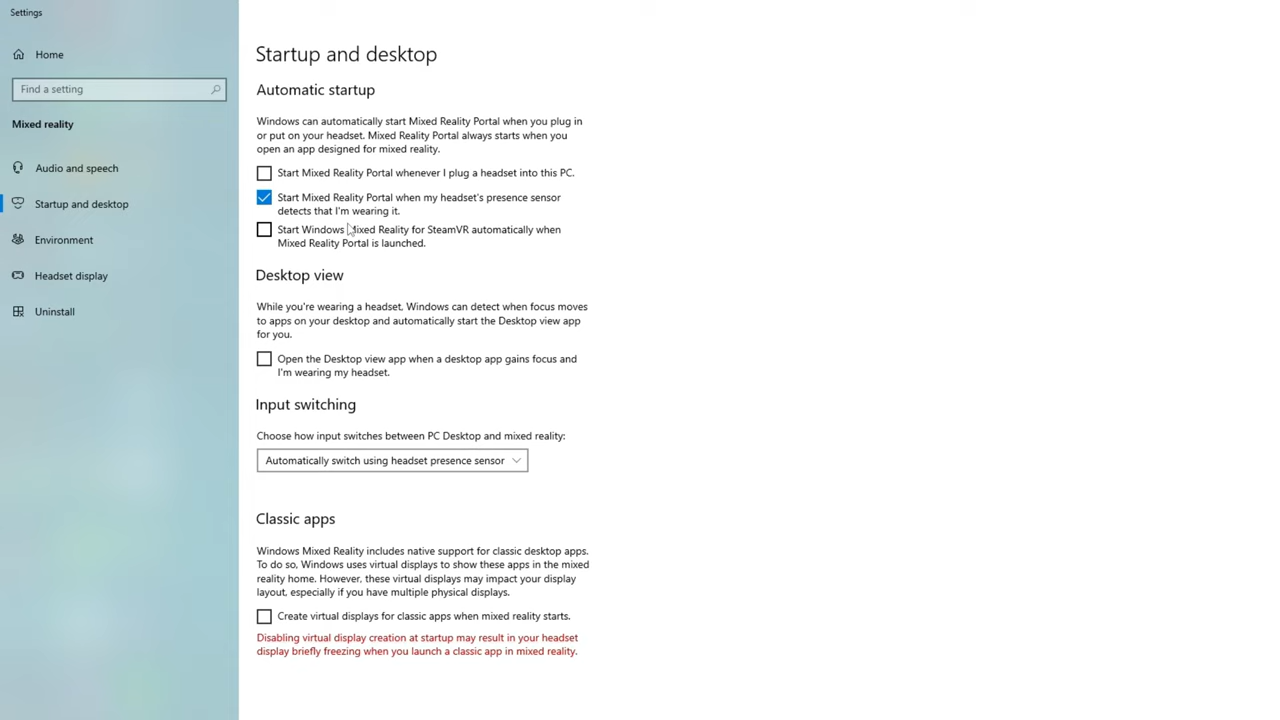 Settings
Home
Find a setting
Mixed reality
Audio and speech
Startup and desktop
Environment
Headset display
Uninstall
Startup and desktop
Automatic startup
Windows can automatically start Mixed Reality Portal when you plug in
or put on your headset. Mixed Reality Portal always starts when you
open an app designed for mixed reality.
Start Mixed Reality Portal whenever I plug a headset into this PC.
Start Mixed Reality Portal when my headset's presence sensor
detects that I'm wearing it.
Start Windows Mixed Reality for SteamVR automatically when
Mixed Reality Portal is launched.
Desktop view
While you're wearing a headset, Windows can detect when focus moves
to apps on your desktop and automatically start the Desktop view app
for you.
Open the Desktop view app when a desktop app gains focus and
I'm wearing my headset.
Input switching
Choose how input switches between PC Desktop and mixed reality:
Automatically switch using headset presence sensor
Classic apps
Windows Mixed Reality includes native support for classic desktop apps.
To do so, Windows uses virtual displays to show these apps in the mixed
reality home. However, these virtual displays may impact your display
layout, especially if you have multiple physical displays.
Create virtual displays for classic apps when mixed reality starts.
Disabling virtual display creation at startup may result in your headset
display briefly freezing when you launch a classic app in mixed reality.